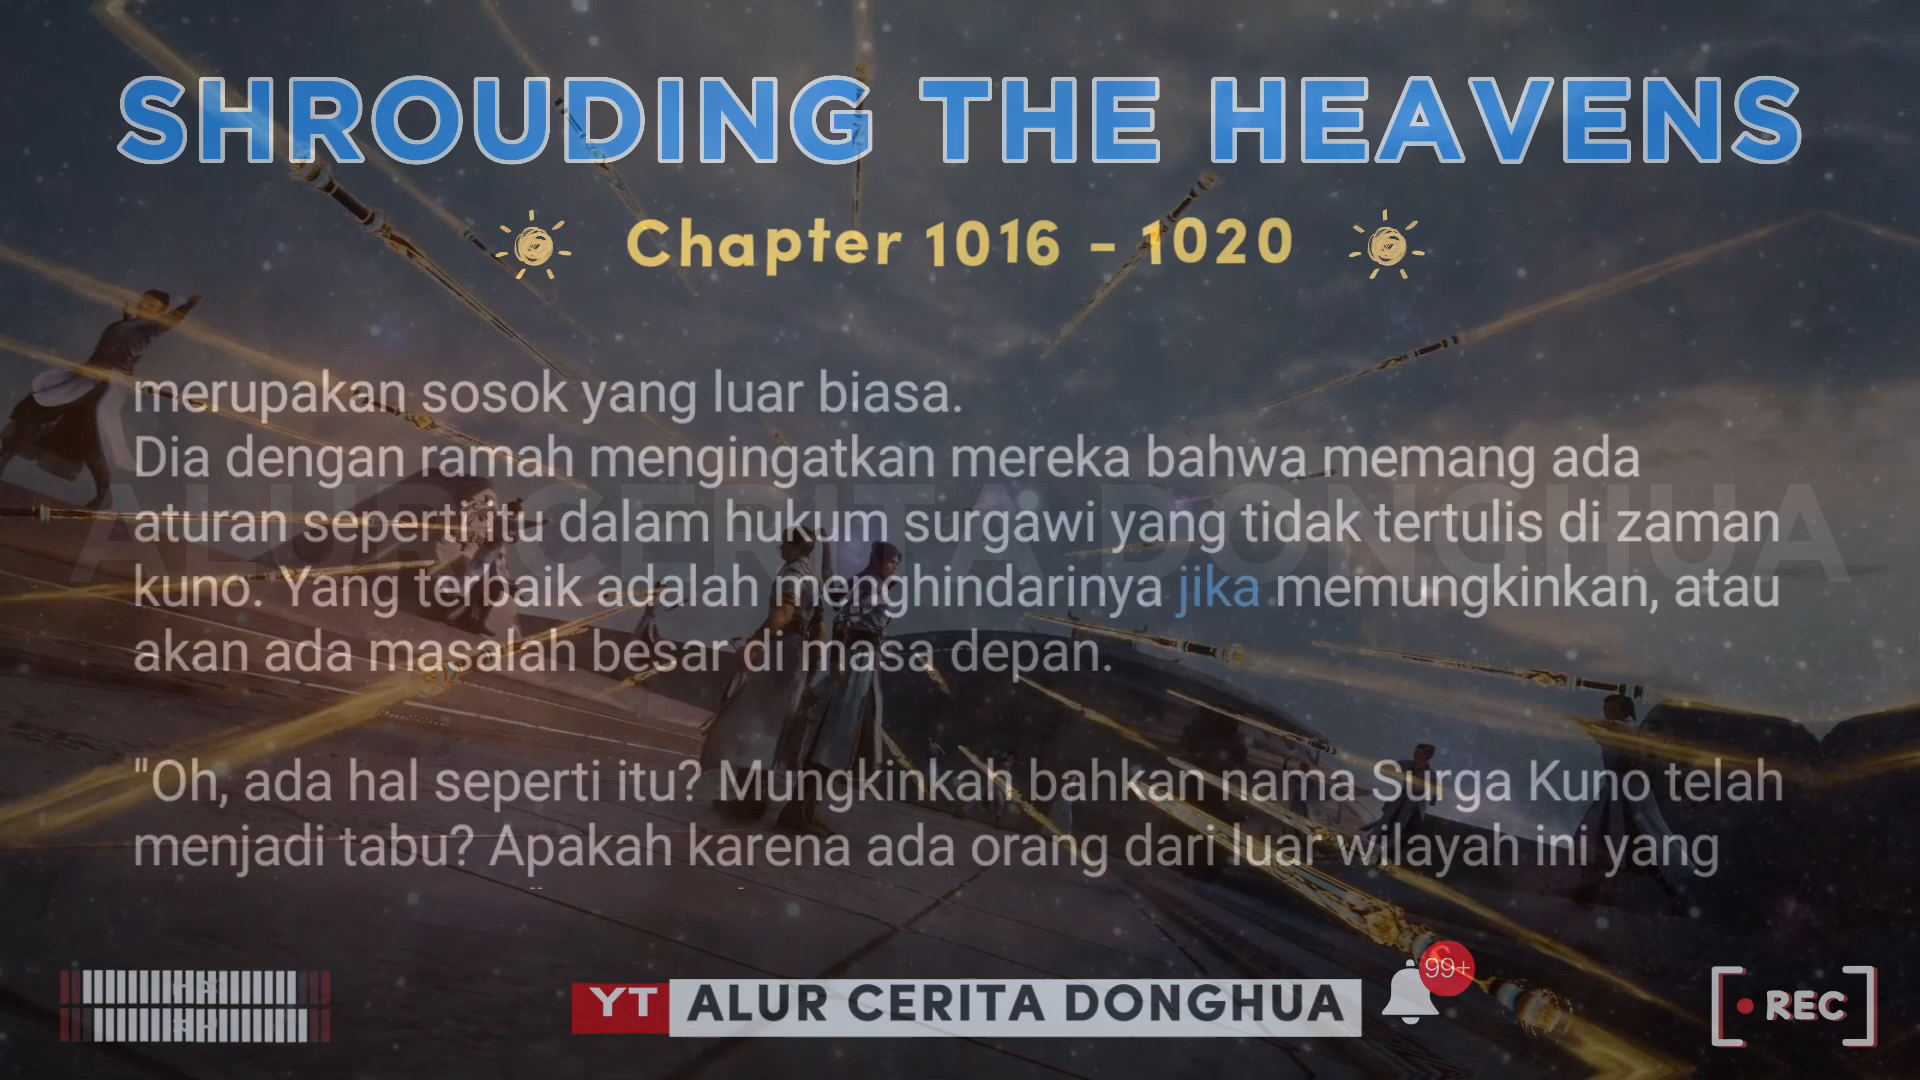 SHROUDING THE HEAVENS
Chapter 1016 - 1020
merupakan sosok yang luar biasa.
Dia dengan ramah mengingatkan mereka bahwa memang ada
aturan seperti itu dalam hukum surgawi yang tidak tertulis di zaman
kuno. Yang terbaik adalah menghindarinya jika memungkinkan, atau
akan ada masalah besar di masa depan.
"Oh, ada hal seperti itu? Mungkinkah bahkan nama Surga Kuno telah
menjadi tabu? Apakah karena ada orang dari luar wilayah ini yang
ALUR CERITA DONGHUA
YT ALUR CERITA DONGHUA
99+
REC